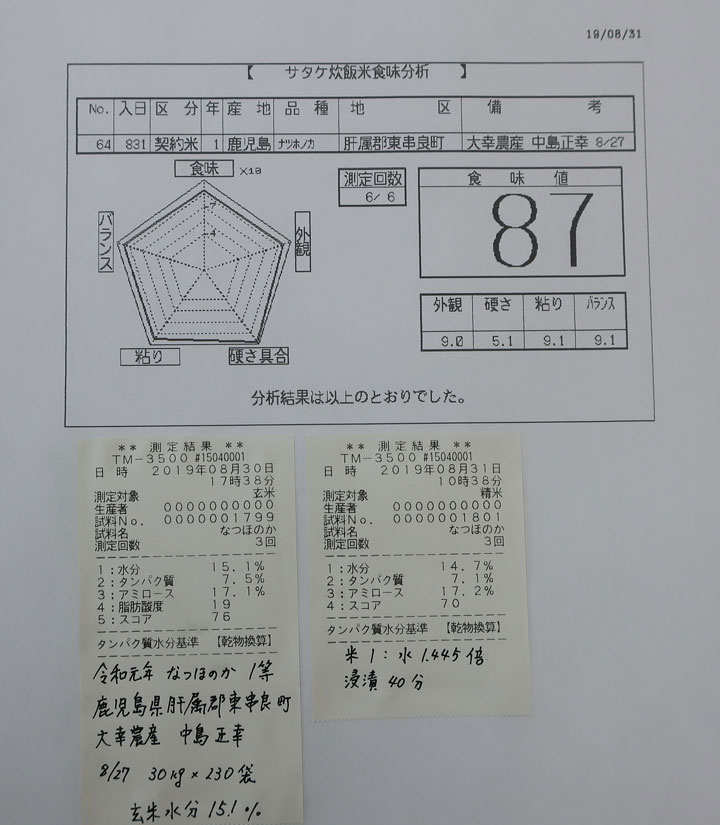 19/08/31
【 サタケ炊飯米食味分析 】
No. 入日 区分 年 産地 品種 地区 備考
64 831 契約米 1 鹿児島 ナツホノカ 肝属郡東串良町 大幸農産 中島正幸 8/27
食味 ×10
7
4
バランス
外観
粘り
硬さ具合
測定回数
6/ 6
食味値
87
外観 硬さ 粘り バランス
9.0 5.1 9.1 9.1
分析結果は以上のとおりでした。
** 測定結果 **
TM-3500 #15040001
日時 2019年08月30日
17時38分
測定対象 玄米
生産者 0000000000
試料No. 0000001799
試料名 なつほのか
測定回数 3回
1:水分 15.1%
2:タンパク質 7.5%
3:アミロース 17.1%
4:脂肪酸度 19
5:スコア 76
タンパク質水分基準 【乾物換算】
令和元年 なつほのか 1等
鹿児島県肝属郡東串良町
大幸農産 中島正幸
8/27 30kg×230袋
玄米水分 15.1%
** 測定結果 **
TM-3500 #15040001
日時 2019年08月31日
10時38分
測定対象 精米
生産者 0000000000
試料No. 0000001801
試料名 なつほのか
測定回数 3回
1:水分 14.7%
2:タンパク質 7.1%
3:アミロース 17.2%
4:スコア 70
タンパク質水分基準 【乾物換算】
米1:水1.445倍
浸漬40分